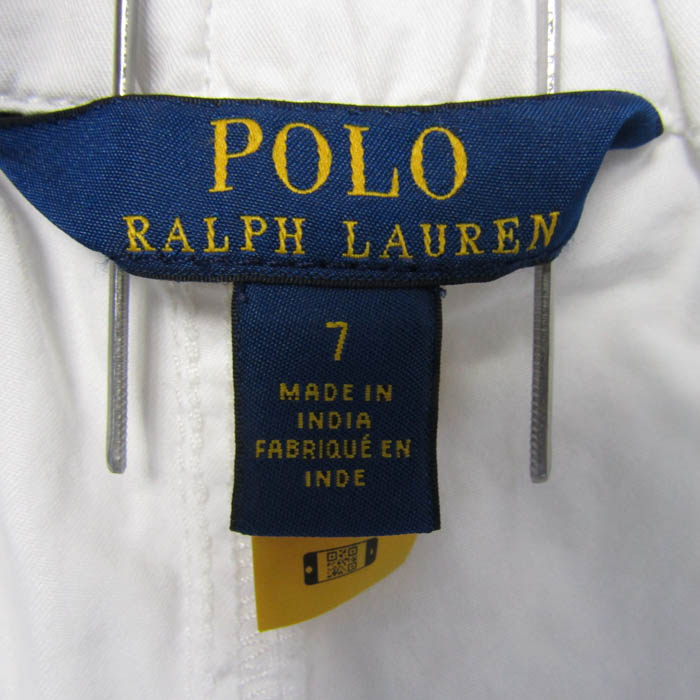 POLO
RALPH LAUREN
7
MADE IN
INDIA
FABRIQUÉ EN
INDE